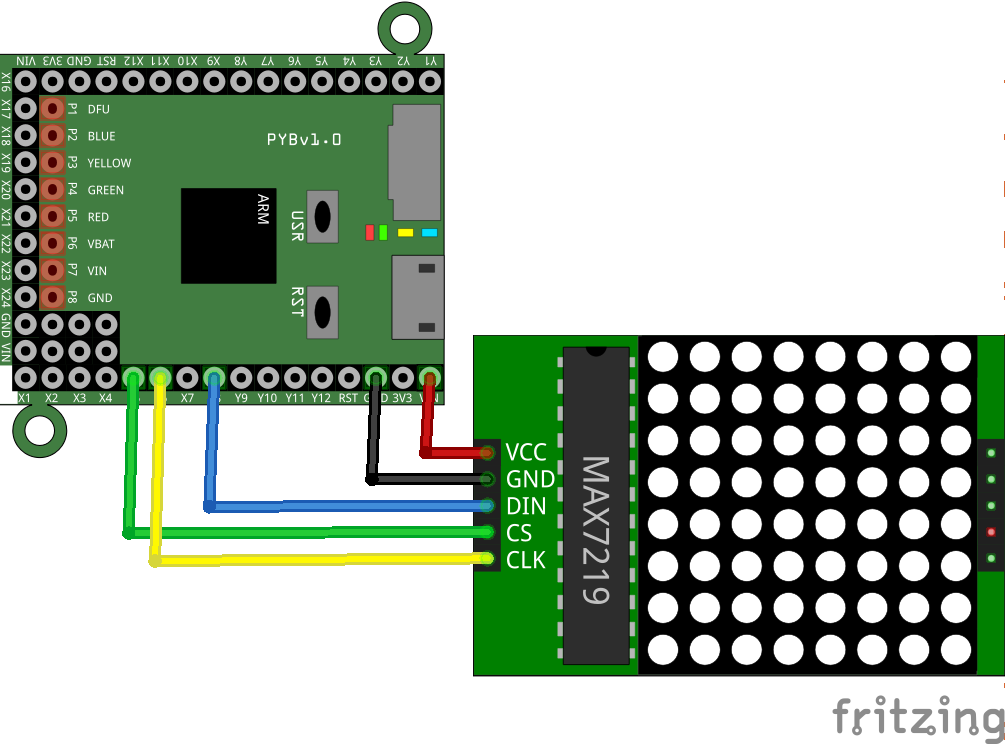 VIN 3V3 GND RST X12 X11 X10 X9 Y8 Y7 Y6 Y5 Y4 Y3 Y2 Y1
X16
X17 P1 DFU
X18 P2 BLUE
X19 P3 YELLOW
X20 P4 GREEN
X21 P5 RED
X22 P6 VBAT
X23 P7 VIN
X24 P8 GND
GND
VIN
PYBv1.0
ARM
USR
RST
X1 X2 X3 X4 X7 Y9 Y10 Y11 Y12 RST GND 3V3 VIN
VCC
GND
DIN
CS
CLK
MAX7219
fritzing